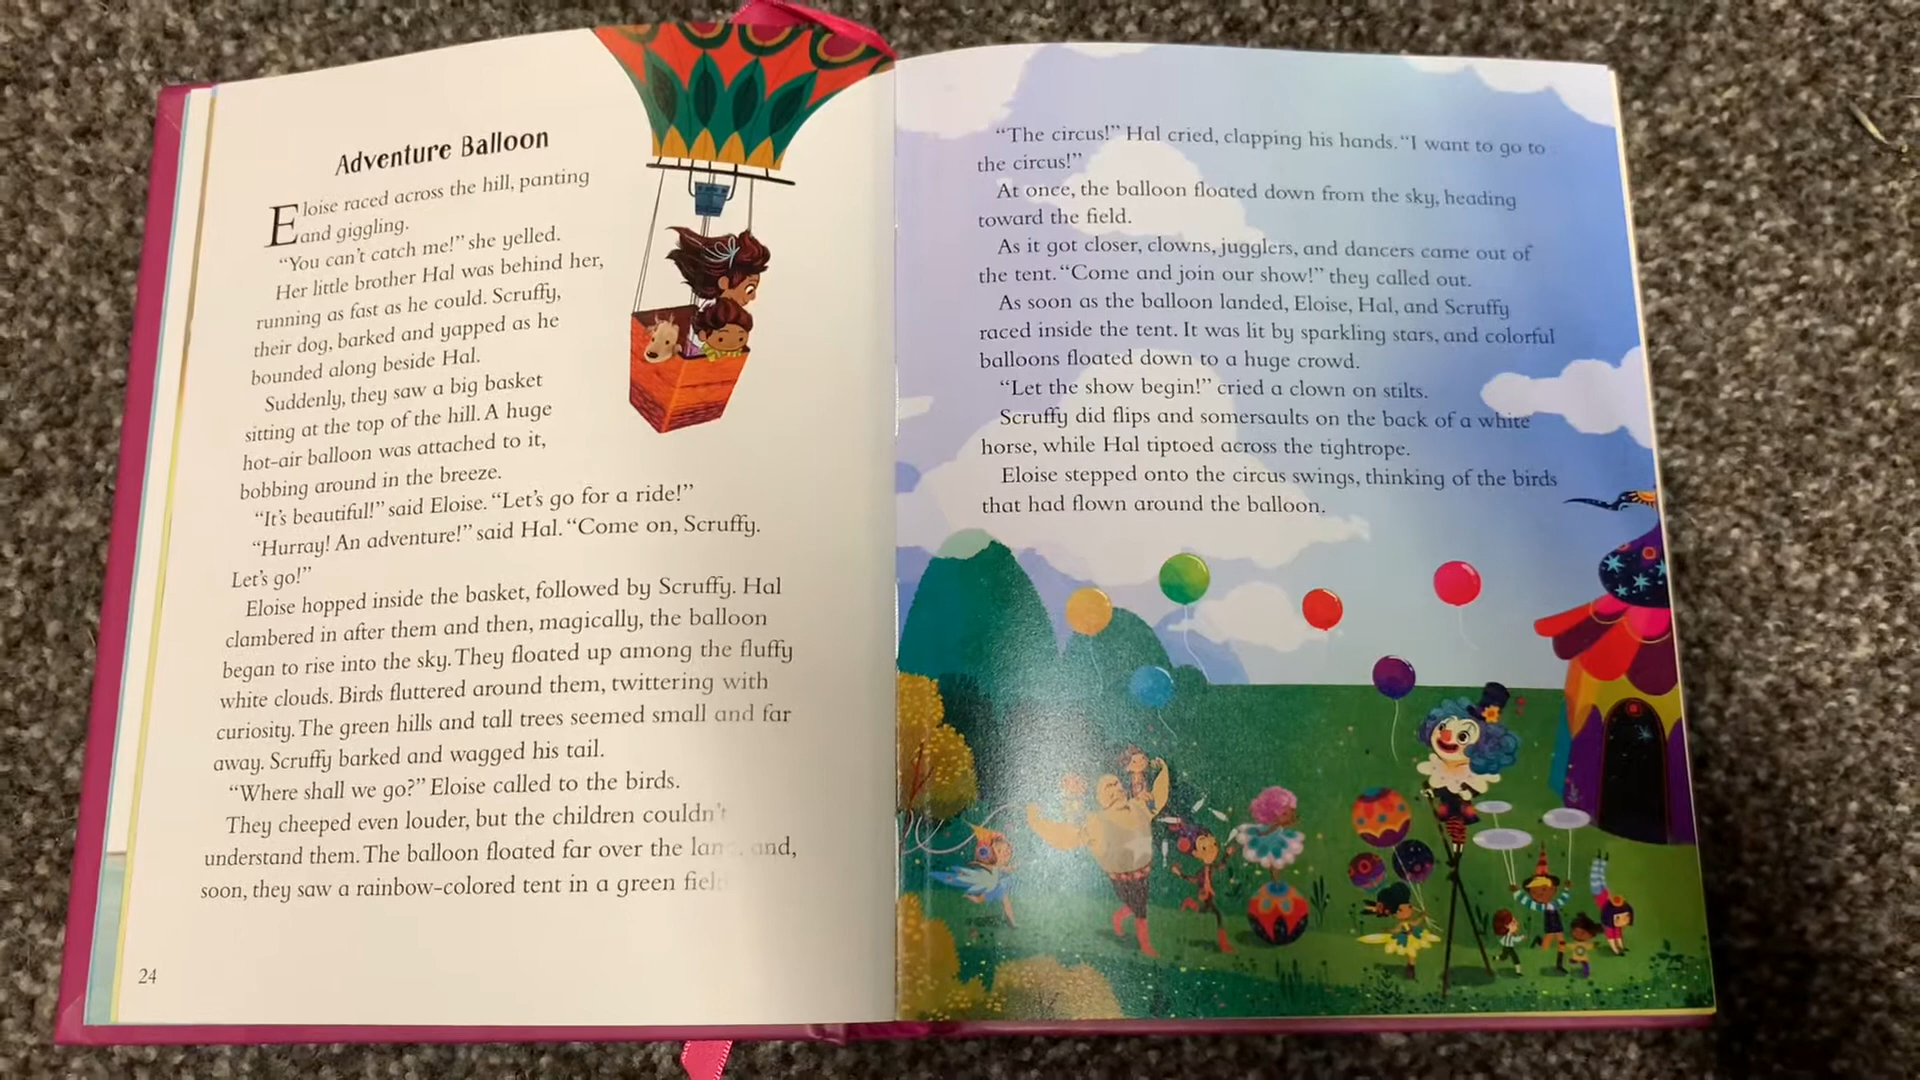 Adventure Balloon
Eloise raced across the hill, panting
and giggling.
“You can’t catch me!” she yelled.
Her little brother Hal was behind her,
running as fast as he could. Scruffy,
their dog, barked and yapped as he
bounded along beside Hal.
Suddenly, they saw a big basket
sitting at the top of the hill. A huge
hot-air balloon was attached to it,
bobbing around in the breeze.
“It’s beautiful!” said Eloise. “Let’s go for a ride!”
“Hurray! An adventure!” said Hal. “Come on, Scruffy.
Let’s go!”
Eloise hopped inside the basket, followed by Scruffy. Hal
clambered in after them and then, magically, the balloon
began to rise into the sky. They floated up among the fluffy
white clouds. Birds fluttered around them, twittering with
curiosity. The green hills and tall trees seemed small and far
away. Scruffy barked and wagged his tail.
“Where shall we go?” Eloise called to the birds.
They cheeped even louder, but the children couldn’t
understand them. The balloon floated far over the land, and,
soon, they saw a rainbow-colored tent in a green
24
“The circus!” Hal cried, clapping his hands. “I want to go to
the circus!”
At once, the balloon floated down from the sky, heading
toward the field.
As it got closer, clowns, jugglers, and dancers came out of
the tent. “Come and join our show!” they called out.
As soon as the balloon landed, Eloise, Hal, and Scruffy
raced inside the tent. It was lit by sparkling stars, and colorful
balloons floated down to a huge crowd.
“Let the show begin!” cried a clown on stilts.
Scruffy did flips and somersaults on the back of a white
horse, while Hal tiptoed across the tightrope.
Eloise stepped onto the circus swings, thinking of the birds
that had flown around the balloon.